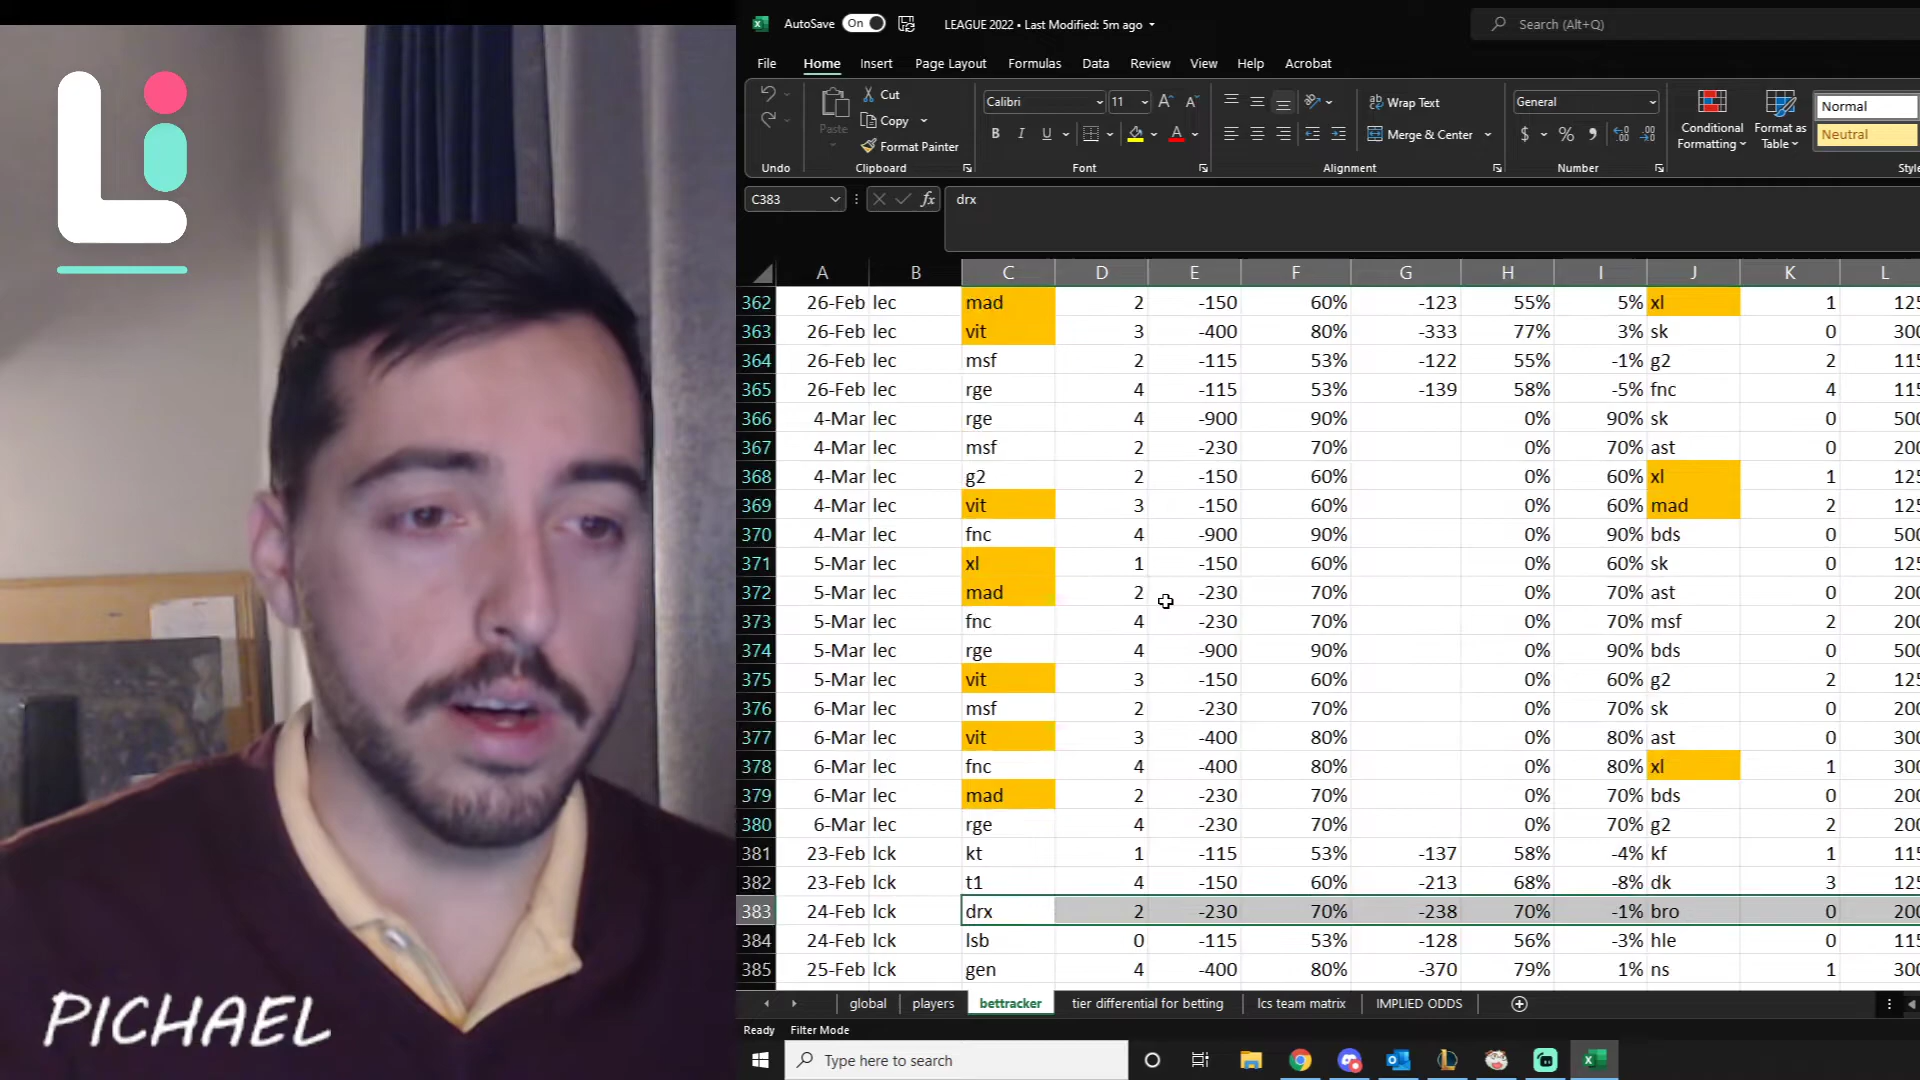 AutoSave On LEAGUE 2022 • Last Modified: 5m ago Search (Alt+Q)
File Home Insert Page Layout Formulas Data Review View Help Acrobat
Cut Calibri 11 Wrap Text General Normal
Copy
Paste Merge & Center $ % Conditional Formatting Format as Table Neutral
Format Painter
Undo Clipboard Font Alignment Number
C383 fx drx
A B C D E F G H I J K L
362 26-Feb lec mad 2 -150 60% -123 55% 5% xl 1
363 26-Feb lec vit 3 -400 80% -333 77% 3% sk 0
364 26-Feb lec msf 2 -115 53% -122 55% -1% g2 2
365 26-Feb lec rge 4 -115 53% -139 58% -5% fnc 4
366 4-Mar lec rge 4 -900 90% 0% 90% sk 0
367 4-Mar lec msf 2 -230 70% 0% 70% ast 0
368 4-Mar lec g2 2 -150 60% 0% 60% xl 1
369 4-Mar lec vit 3 -150 60% 0% 60% mad 2
370 4-Mar lec fnc 4 -900 90% 0% 90% bds 0
371 5-Mar lec xl 1 -150 60% 0% 60% sk 0
372 5-Mar lec mad 2 -230 70% 0% 70% ast 0
373 5-Mar lec fnc 4 -230 70% 0% 70% msf 2
374 5-Mar lec rge 4 -900 90% 0% 90% bds 0
375 5-Mar lec vit 3 -150 60% 0% 60% g2 2
376 6-Mar lec msf 2 -230 70% 0% 70% sk 0
377 6-Mar lec vit 3 -400 80% 0% 80% ast 0
378 6-Mar lec fnc 4 -400 80% 0% 80% xl 1
379 6-Mar lec mad 2 -230 70% 0% 70% bds 0
380 6-Mar lec rge 4 -230 70% 0% 70% g2 2
381 23-Feb lck kt 1 -115 53% -137 58% -4% kf 1
382 23-Feb lck t1 4 -150 60% -213 68% -8% dk 3
383 24-Feb lck drx 2 -230 70% -238 70% -1% bro 0
384 24-Feb lck lsb 0 -115 53% -128 56% -3% hle 0
385 25-Feb lck gen 4 -400 80% -370 79% 1% ns 1
global players bettracker tier differential for betting lcs team matrix IMPLIED ODDS
Ready Filter Mode
Type here to search
Li
PICHAEL